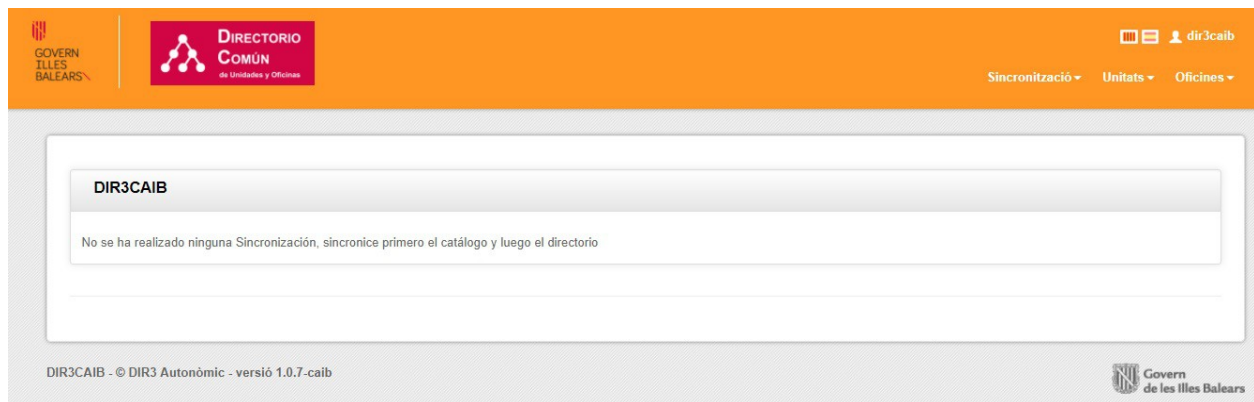 GOVERN
ILLES
BALEARS
DIRECTORIO
COMÚN
de Unidades y Oficinas
dir3caib
Sincronització Unitats Oficines
DIR3CAIB
No se ha realizado ninguna Sincronización, sincronice primero el catálogo y luego el directorio
DIR3CAIB - © DIR3 Autonòmic - versió 1.0.7-caib
Govern
de les Illes Balears